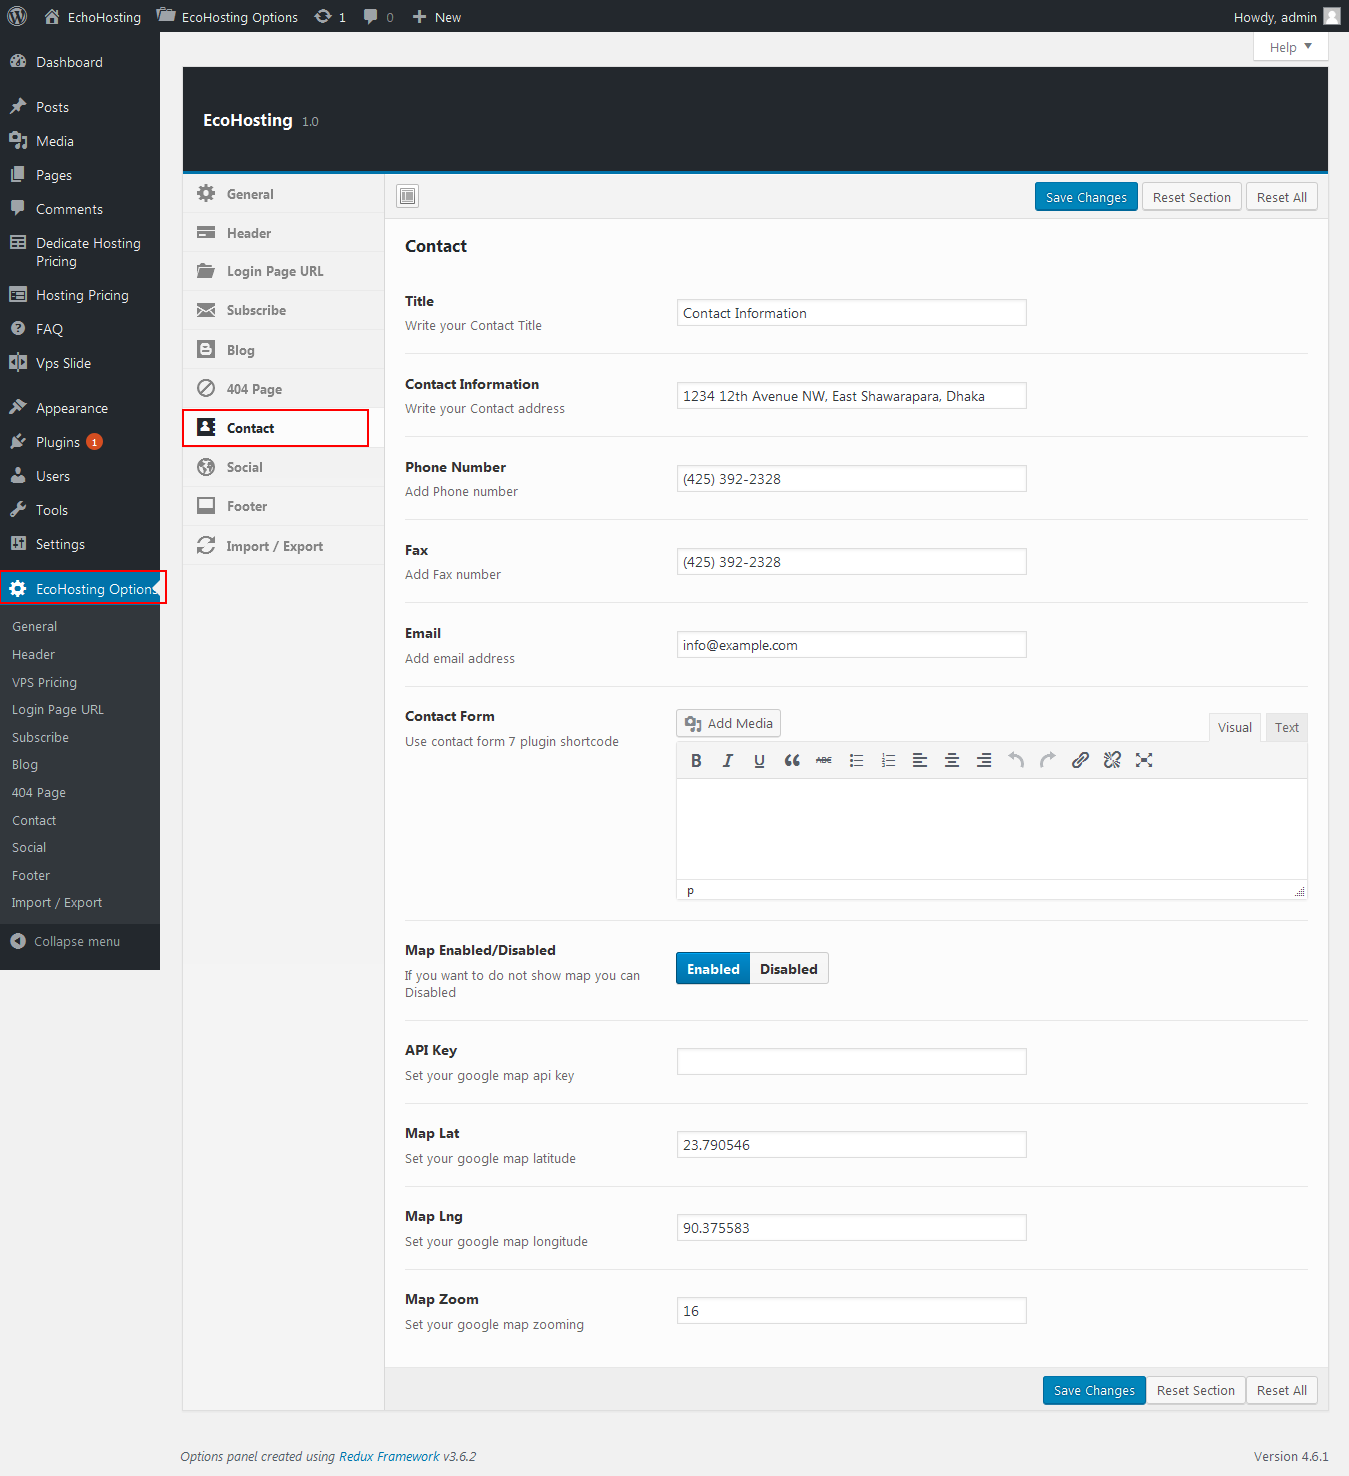 EchoHosting EcoHosting Options 1 0 New Howdy, admin
Help
Dashboard
Posts
Media
Pages
Comments
Dedicate Hosting
Pricing
Hosting Pricing
FAQ
Vps Slide
Appearance
Plugins 1
Users
Tools
Settings
EcoHosting Options
General
Header
VPS Pricing
Login Page URL
Subscribe
Blog
404 Page
Contact
Social
Footer
Import / Export
Collapse menu
EcoHosting 1.0
General
Header
Login Page URL
Subscribe
Blog
404 Page
Contact
Social
Footer
Import / Export
Save Changes Reset Section Reset All
Contact
Title
Write your Contact Title
Contact Information
Contact Information
Write your Contact address
1234 12th Avenue NW, East Shawarapara, Dhaka
Phone Number
Add Phone number
(425) 392-2328
Fax
Add Fax number
(425) 392-2328
Email
Add email address
info@example.com
Contact Form
Use contact form 7 plugin shortcode
Add Media
Visual Text
B I U ABC
p
Map Enabled/Disabled
If you want to do not show map you can
Disabled
Enabled Disabled
API Key
Set your google map api key
Map Lat
Set your google map latitude
23.790546
Map Lng
Set your google map longitude
90.375583
Map Zoom
Set your google map zooming
16
Save Changes Reset Section Reset All
Options panel created using Redux Framework v3.6.2
Version 4.6.1